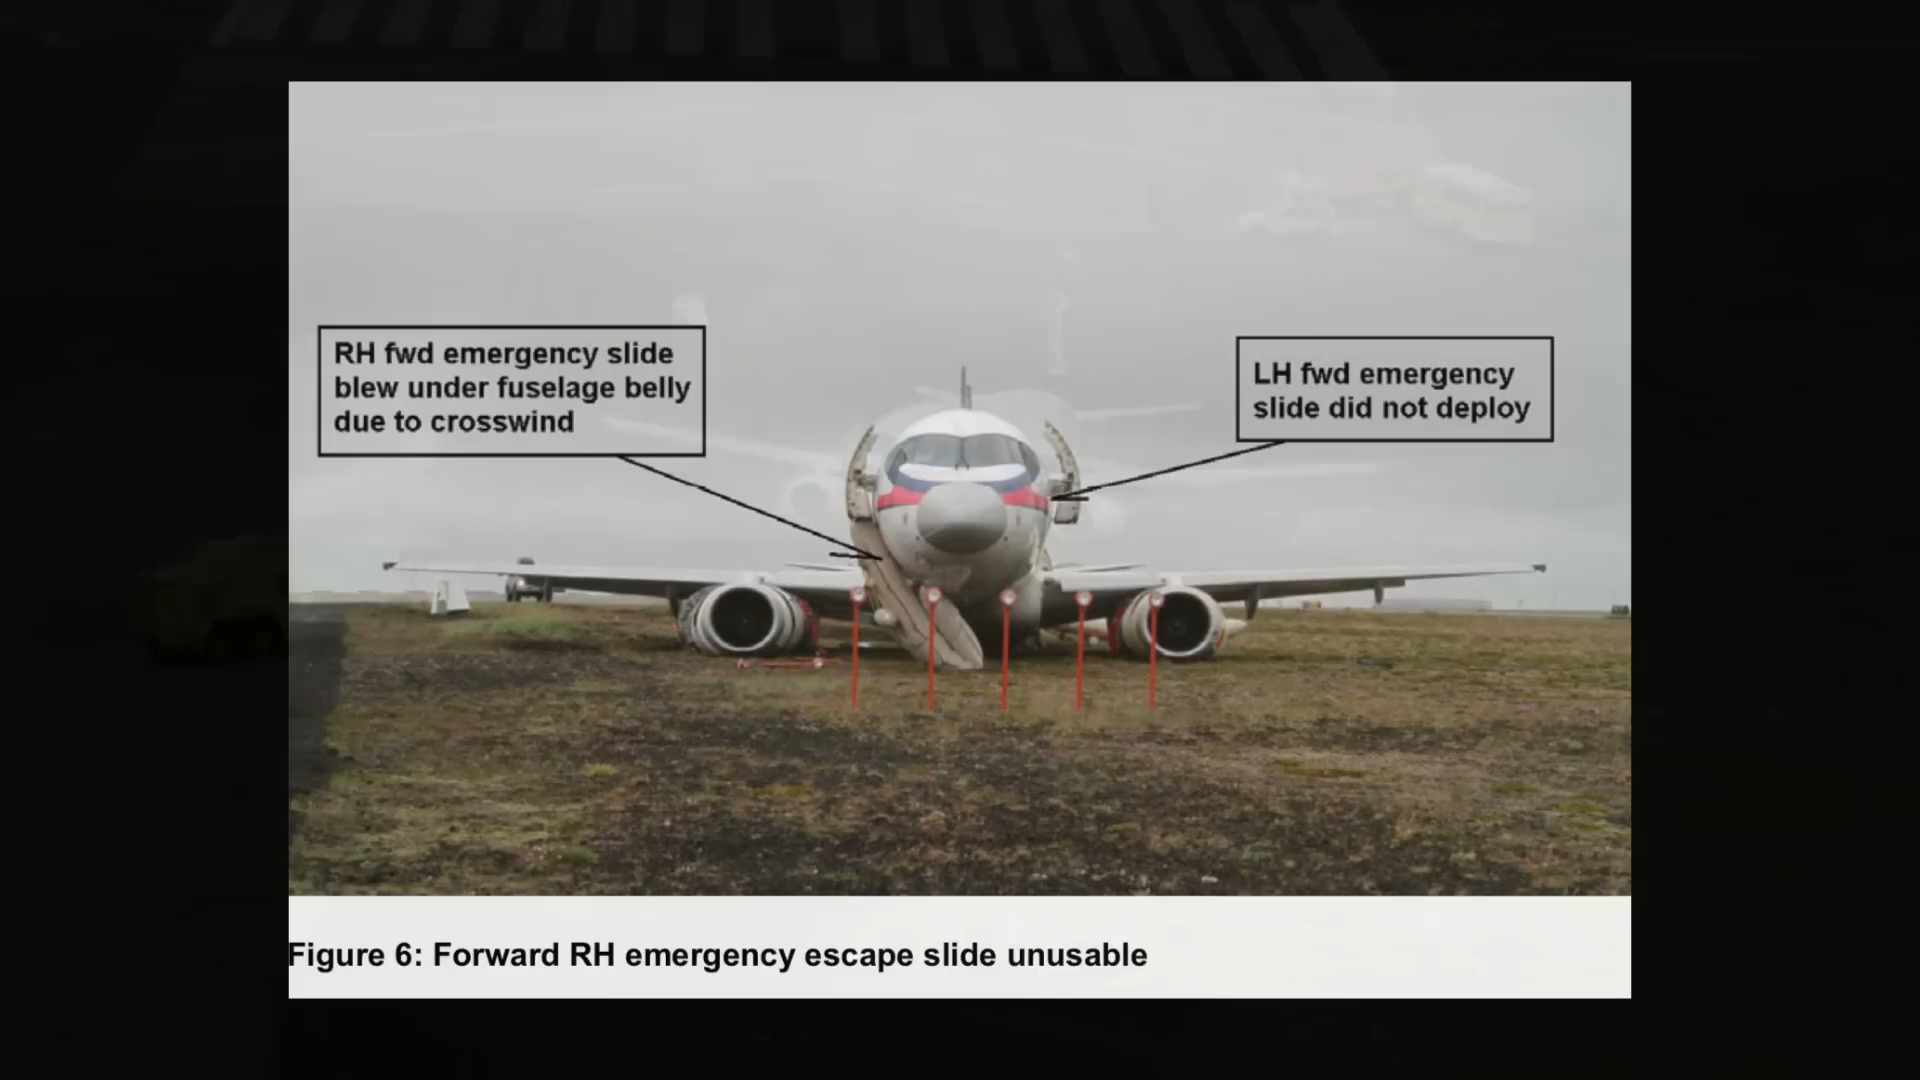 RH fwd emergency slide
blew under fuselage belly
due to crosswind
LH fwd emergency
slide did not deploy
Figure 6: Forward RH emergency escape slide unusable